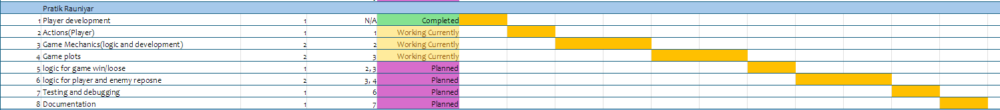 Pratik Rauniyar
1 Player development 1 N/A Completed
2 Actions(Player) 1 1 Working Currently
3 Game Mechanics(logic and development) 2 2 Working Currently
4 Game plots 2 3 Working Currently
5 logic for game win/loose 1 2, 3 Planned
6 logic for player and enemy reposne 2 3, 4 Planned
7 Testing and debugging 1 6 Planned
8 Documentation 1 7 Planned